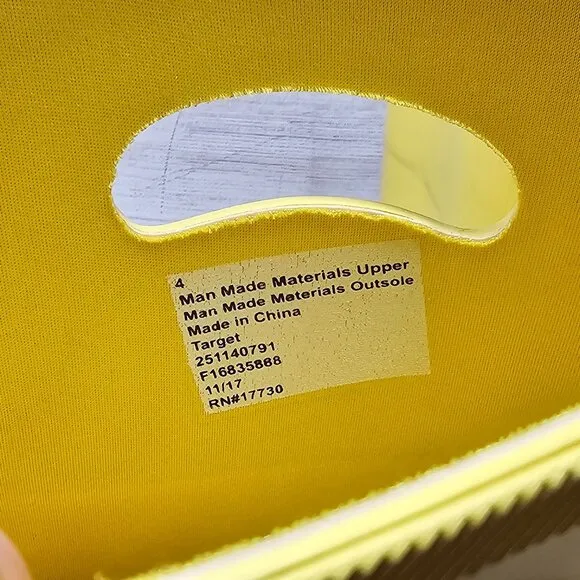 4
Man Made Materials Upper
Man Made Materials Outsole
Made in China
Target
251140791
F16835888
11/17
RN#17730